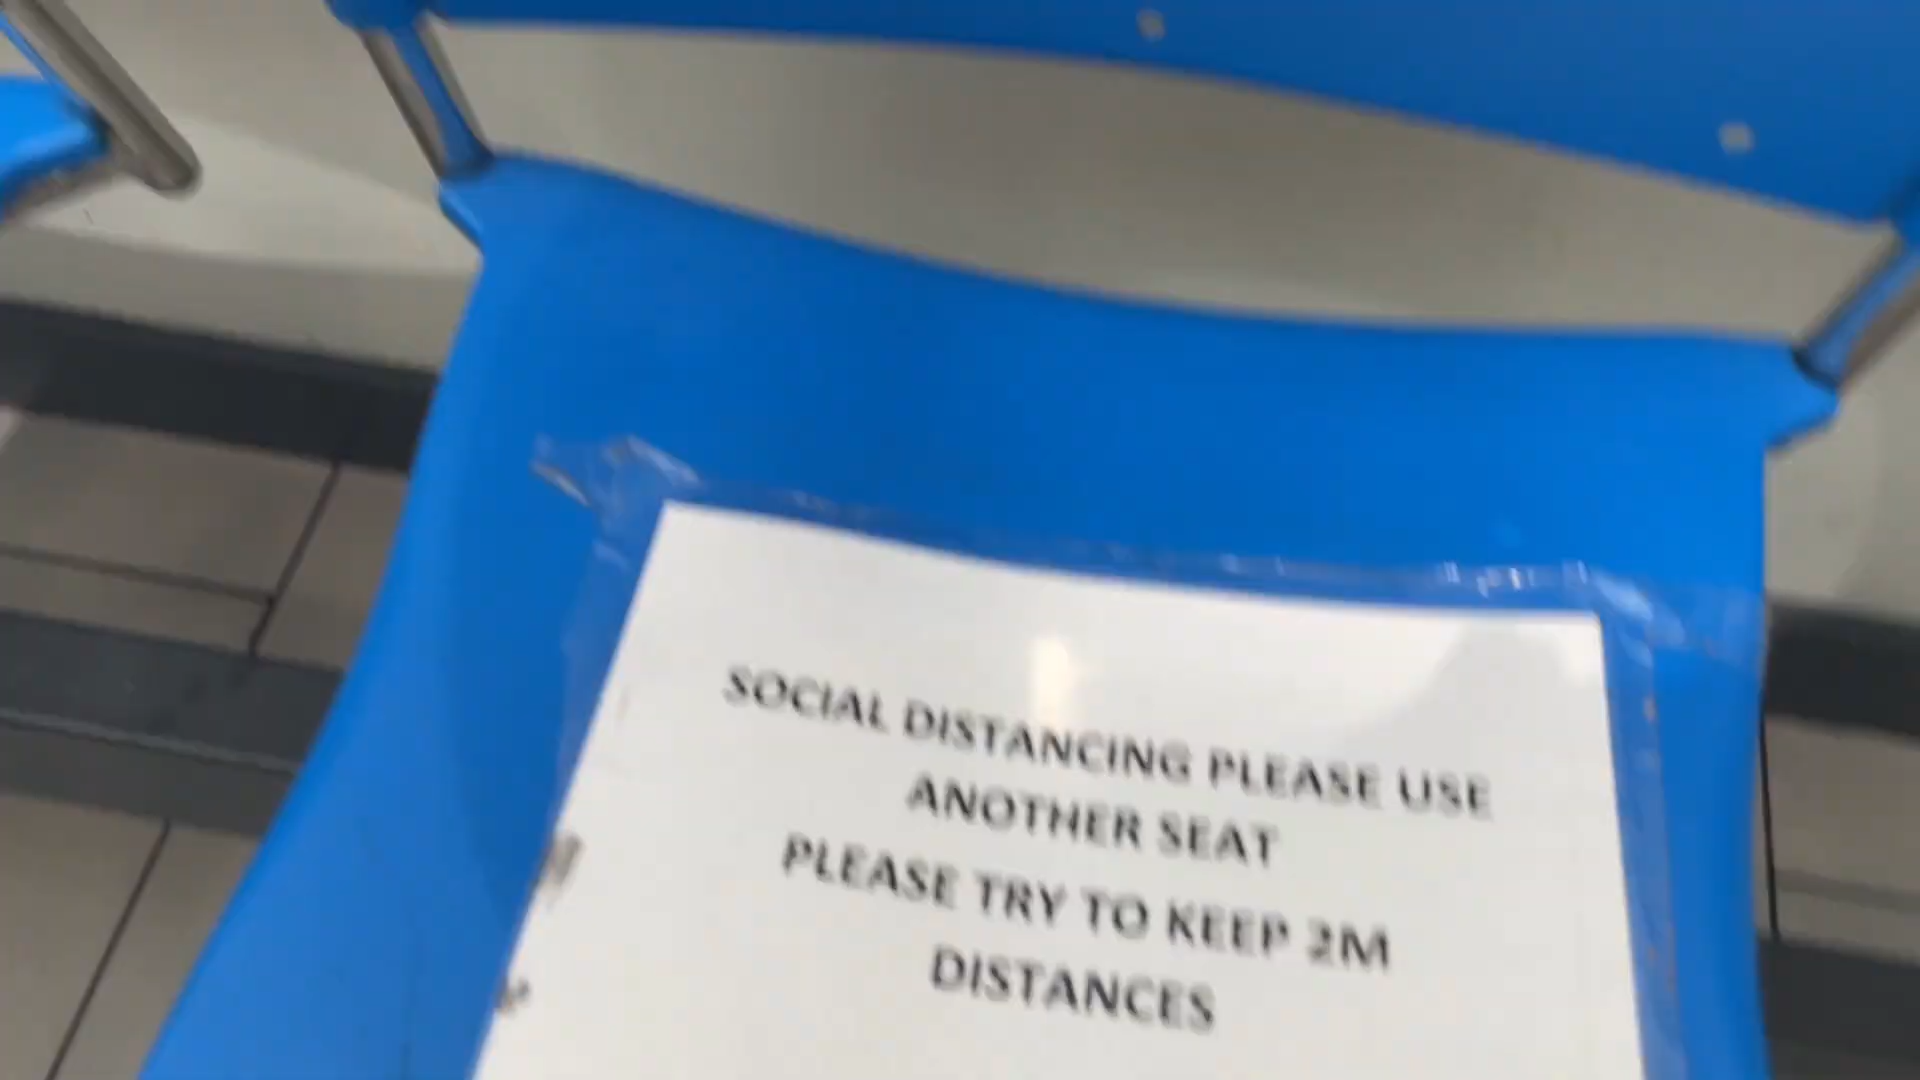 SOCIAL DISTANCING PLEASE USE
ANOTHER SEAT
PLEASE TRY TO KEEP 2M
DISTANCES